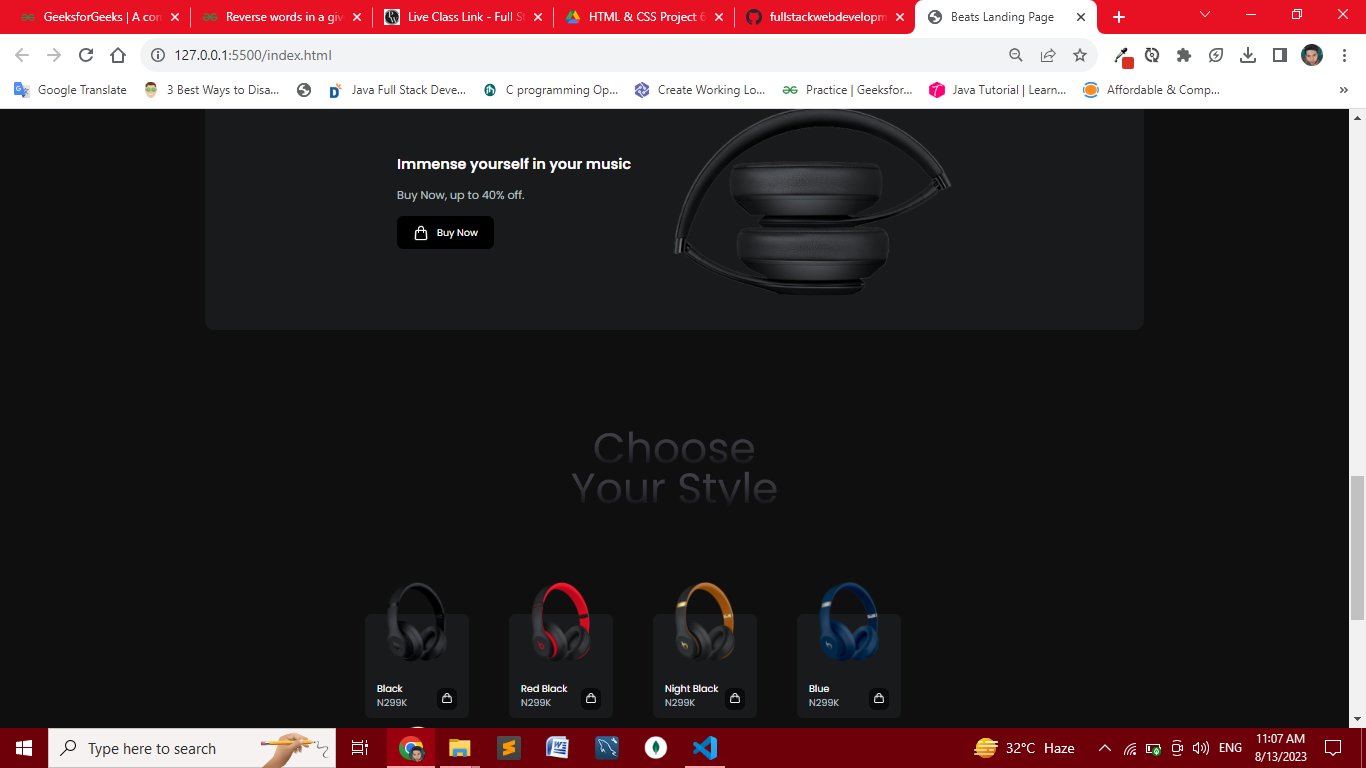 GeeksforGeeks | A com
Reverse words in a give
Live Class Link - Full St
HTML & CSS Project 6
fullstackwebdevelopm
Beats Landing Page
127.0.0.1:5500/index.html
Google Translate
3 Best Ways to Disa...
Java Full Stack Deve...
C programming Op...
Create Working Lo...
Practice | Geeksfor...
Java Tutorial | Learn...
Affordable & Comp...
»
Immense yourself in your music
Buy Now, up to 40% off.
Buy Now
Choose
Your Style
Black
N299K
Red Black
N299K
Night Black
N299K
Blue
N299K
Type here to search
32°C Haze
ENG
11:07 AM
8/13/2023